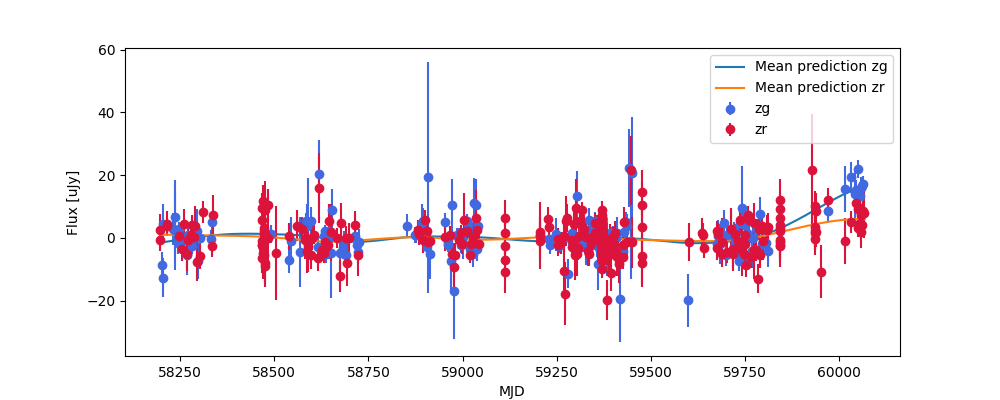 60
40
20
0
−20
Flux [uJy]
58250 58500 58750 59000 59250 59500 59750 60000
MJD
Mean prediction zg
Mean prediction zr
zg
zr